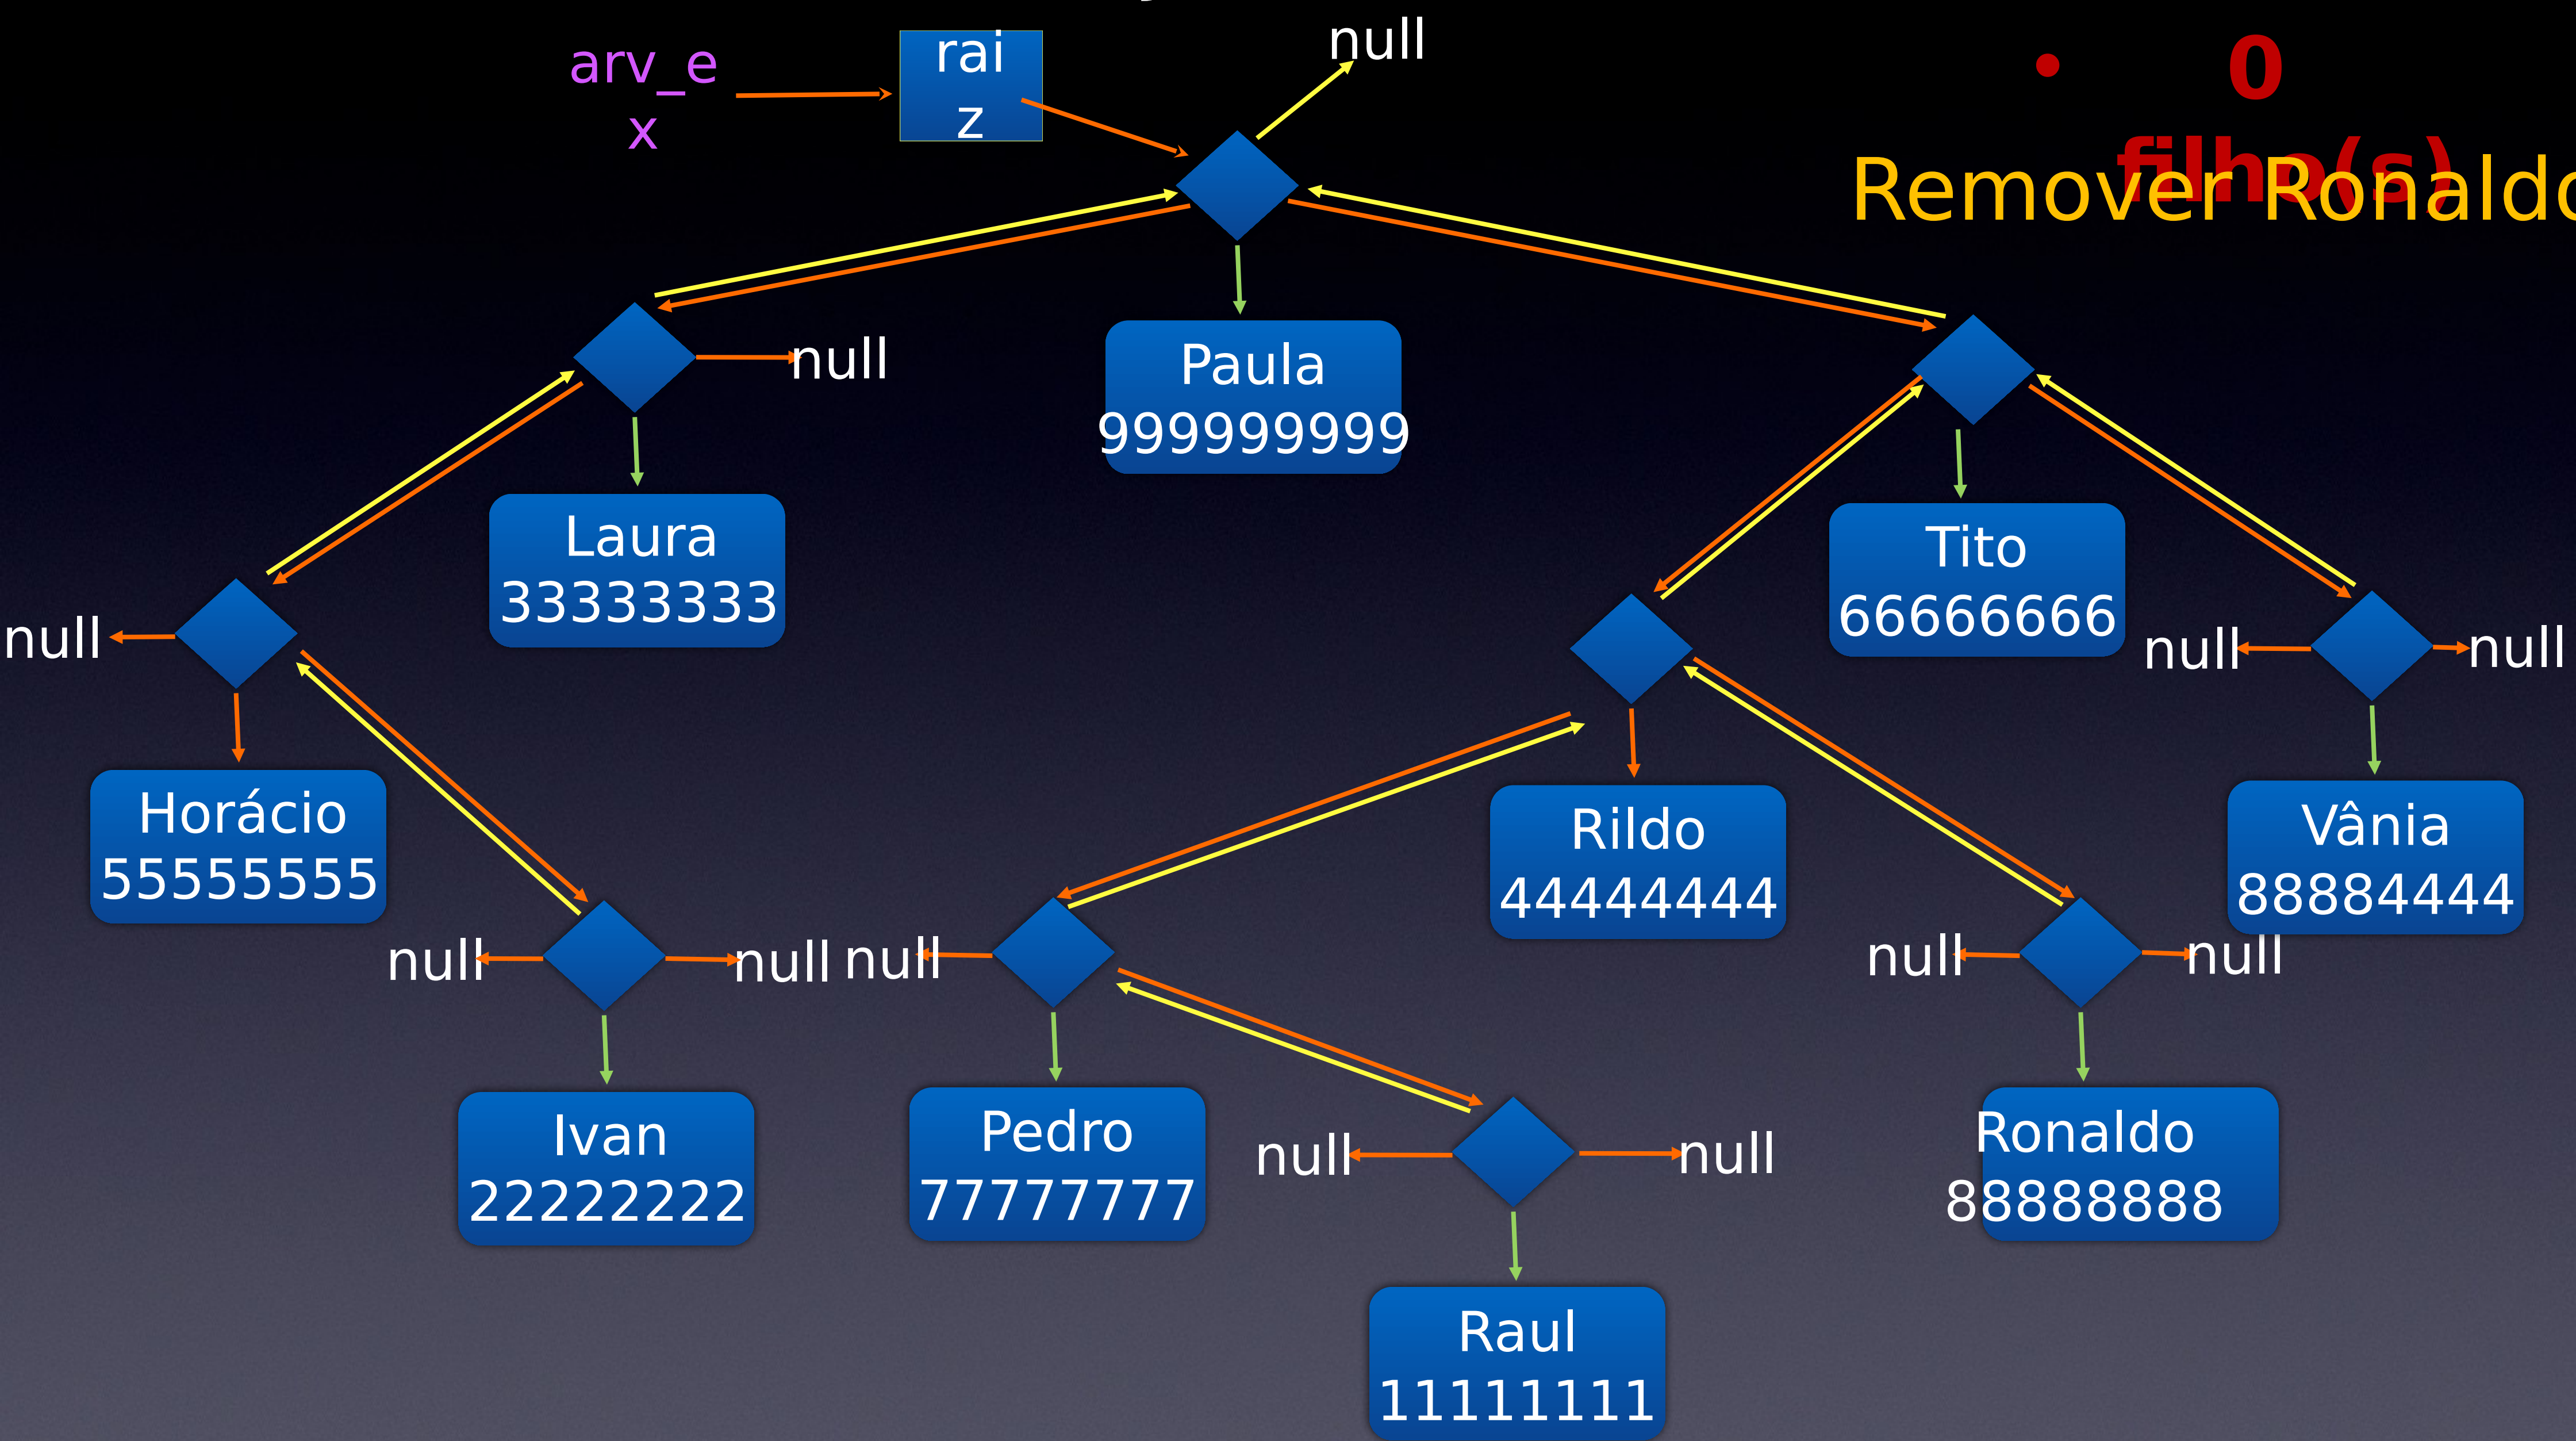 null
arv_e
x
rai
z
• 0
filho(s)
Remover Ronaldo
null
Paula
999999999
Laura
33333333
Tito
66666666
null
null
null
Horácio
55555555
Rildo
44444444
Vânia
88884444
null
null
null
null
null
Ivan
22222222
Pedro
77777777
null
null
Ronaldo
88888888
Raul
11111111